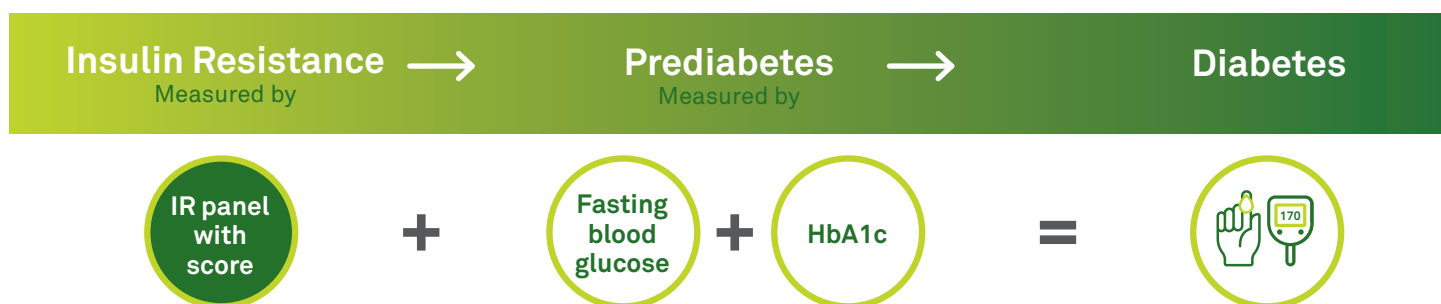 Insulin Resistance → Prediabetes → Diabetes
Measured by Measured by
IR panel
with
score
+
Fasting
blood
glucose
+
HbA1c
=
170